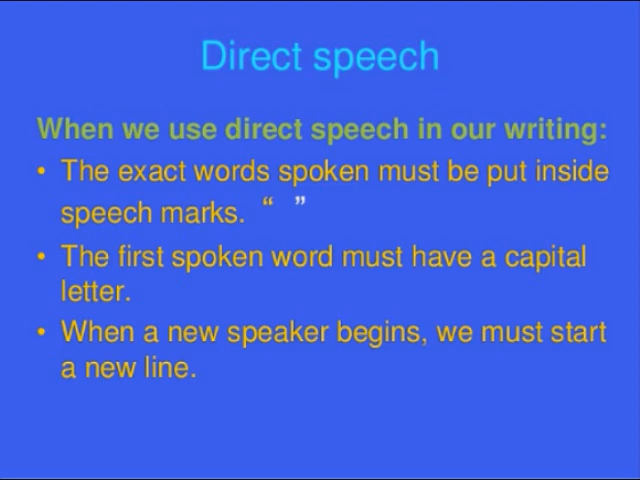 Direct speech
When we use direct speech in our writing:
• The exact words spoken must be put inside
speech marks. “ ”
• The first spoken word must have a capital
letter.
• When a new speaker begins, we must start
a new line.